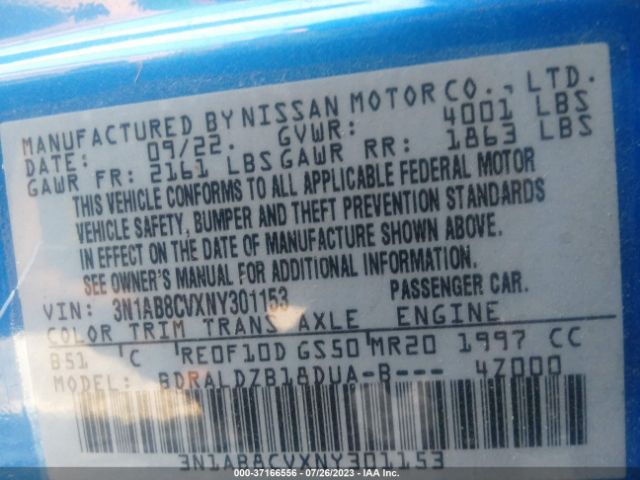 MANUFACTURED BY NISSAN MOTOR CO., LTD.
DATE: 09/22. GVWR: 4001 LBS
GAWR FR: 2161 LBS GAWR RR: 1863 LBS
THIS VEHICLE CONFORMS TO ALL APPLICABLE FEDERAL MOTOR
VEHICLE SAFETY, BUMPER AND THEFT PREVENTION STANDARDS
IN EFFECT ON THE DATE OF MANUFACTURE SHOWN ABOVE.
SEE OWNER'S MANUAL FOR ADDITIONAL INFORMATION.
VIN: 3N1AB8CVXNY301153 PASSENGER CAR.
COLOR TRIM TRANS AXLE ENGINE
B51 C RE0F10D GS50 MR20 1997 CC
MODEL: BDRALDZB18DUA-B--- 4Z000
3N1AB8CVXNY301153
000-37166556 - 07/26/2023 - IAA Inc.